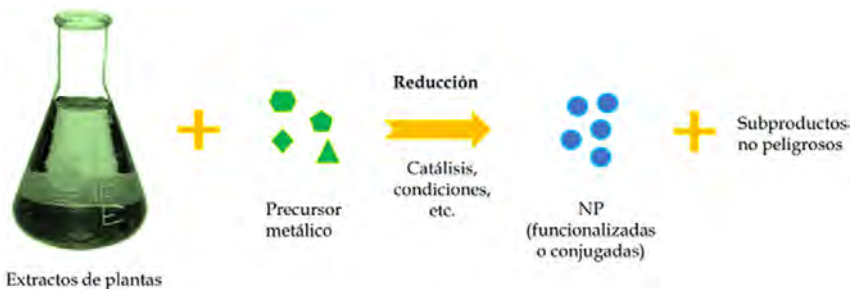 Extractos de plantas
Precursor
metálico
Reducción
Catálisis,
condiciones,
etc.
NP
(funcionalizadas
o conjugadas)
Subproductos
no peligrosos